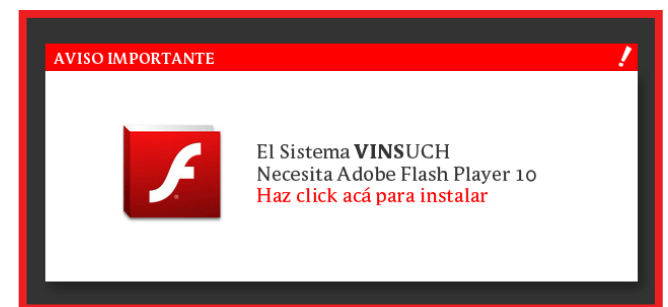 AVISO IMPORTANTE
El Sistema VINSUCH
Necesita Adobe Flash Player 10
Haz click acá para instalar